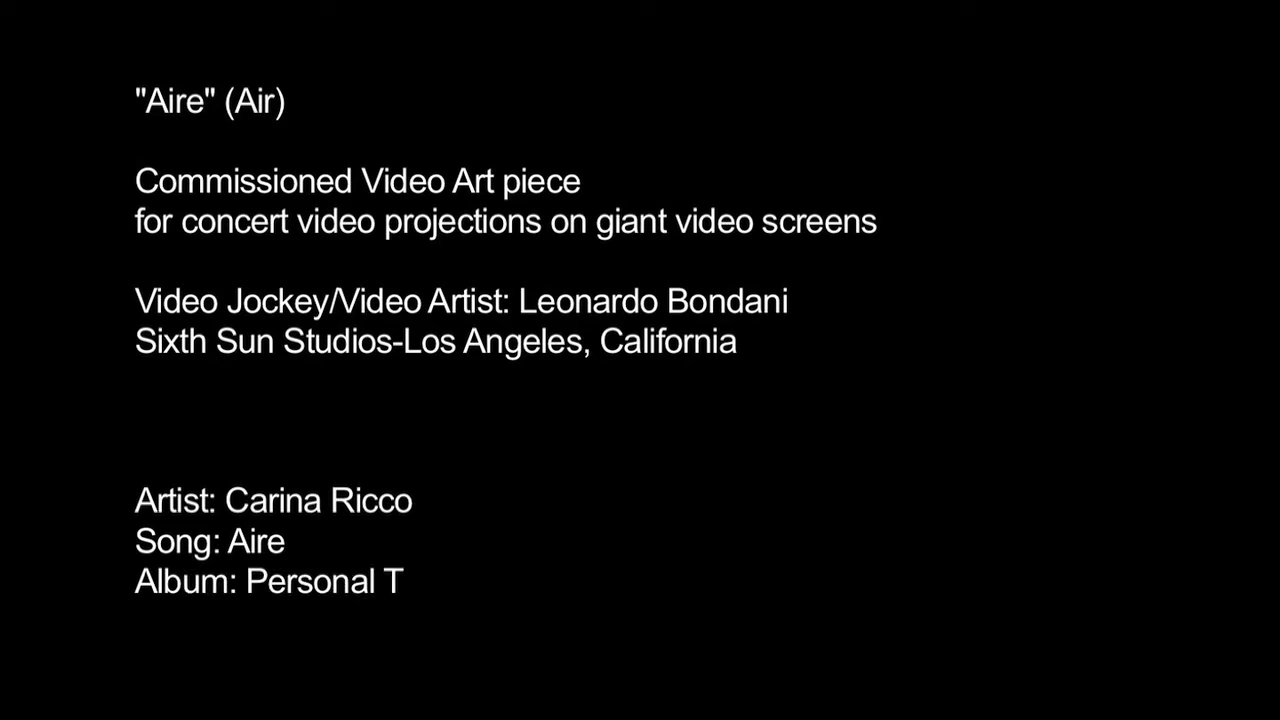 "Aire" (Air)
Commissioned Video Art piece
for concert video projections on giant video screens
Video Jockey/Video Artist: Leonardo Bondani
Sixth Sun Studios-Los Angeles, California
Artist: Carina Ricco
Song: Aire
Album: Personal T